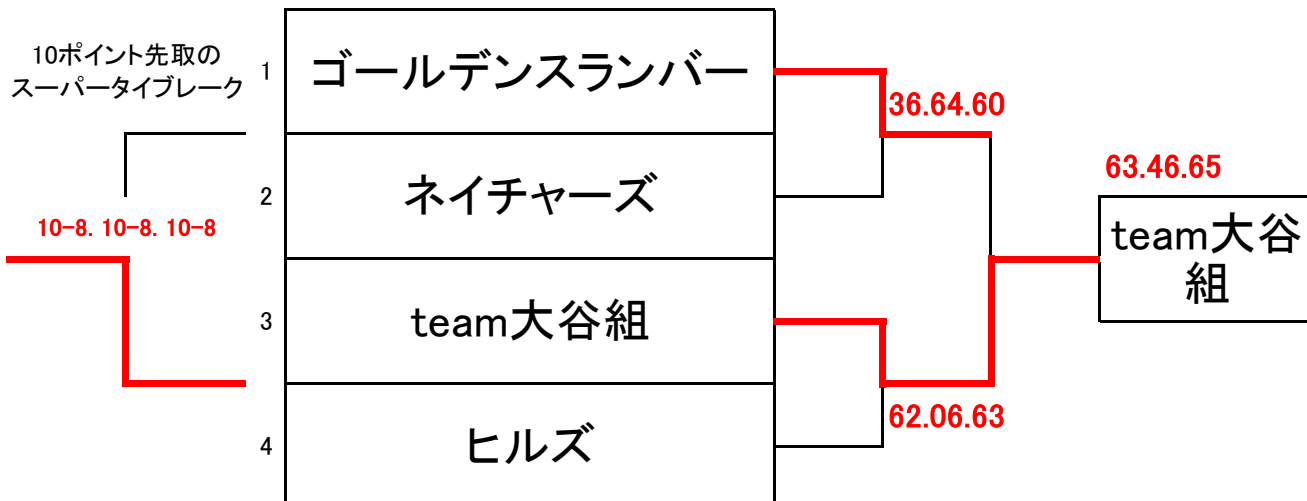 10ポイント先取の
スーパータイブレーク
1
ゴールデンスランバー
36.64.60
2
ネイチャーズ
63.46.65
10-8. 10-8. 10-8
team大谷
組
3
team大谷組
62.06.63
4
ヒルズ